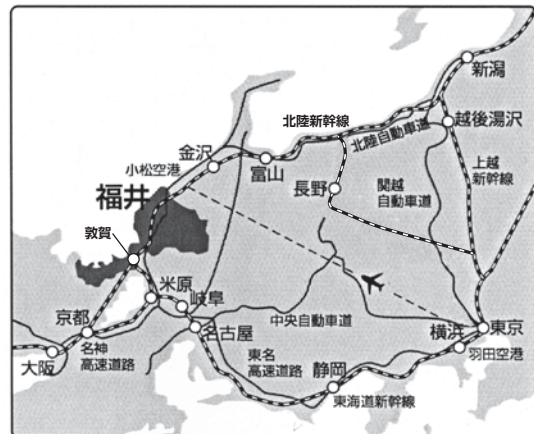 新潟
北陸新幹線
北陸
自動車道
越後湯沢
金沢
小松空港
富山
上越
新幹線
長野
関越
自動車道
福井
敦賀
米原
岐阜
京都
名古屋
中央自動車道
横浜
東京
大阪
名神
高速道路
東名
高速道路
静岡
羽田空港
東海道新幹線